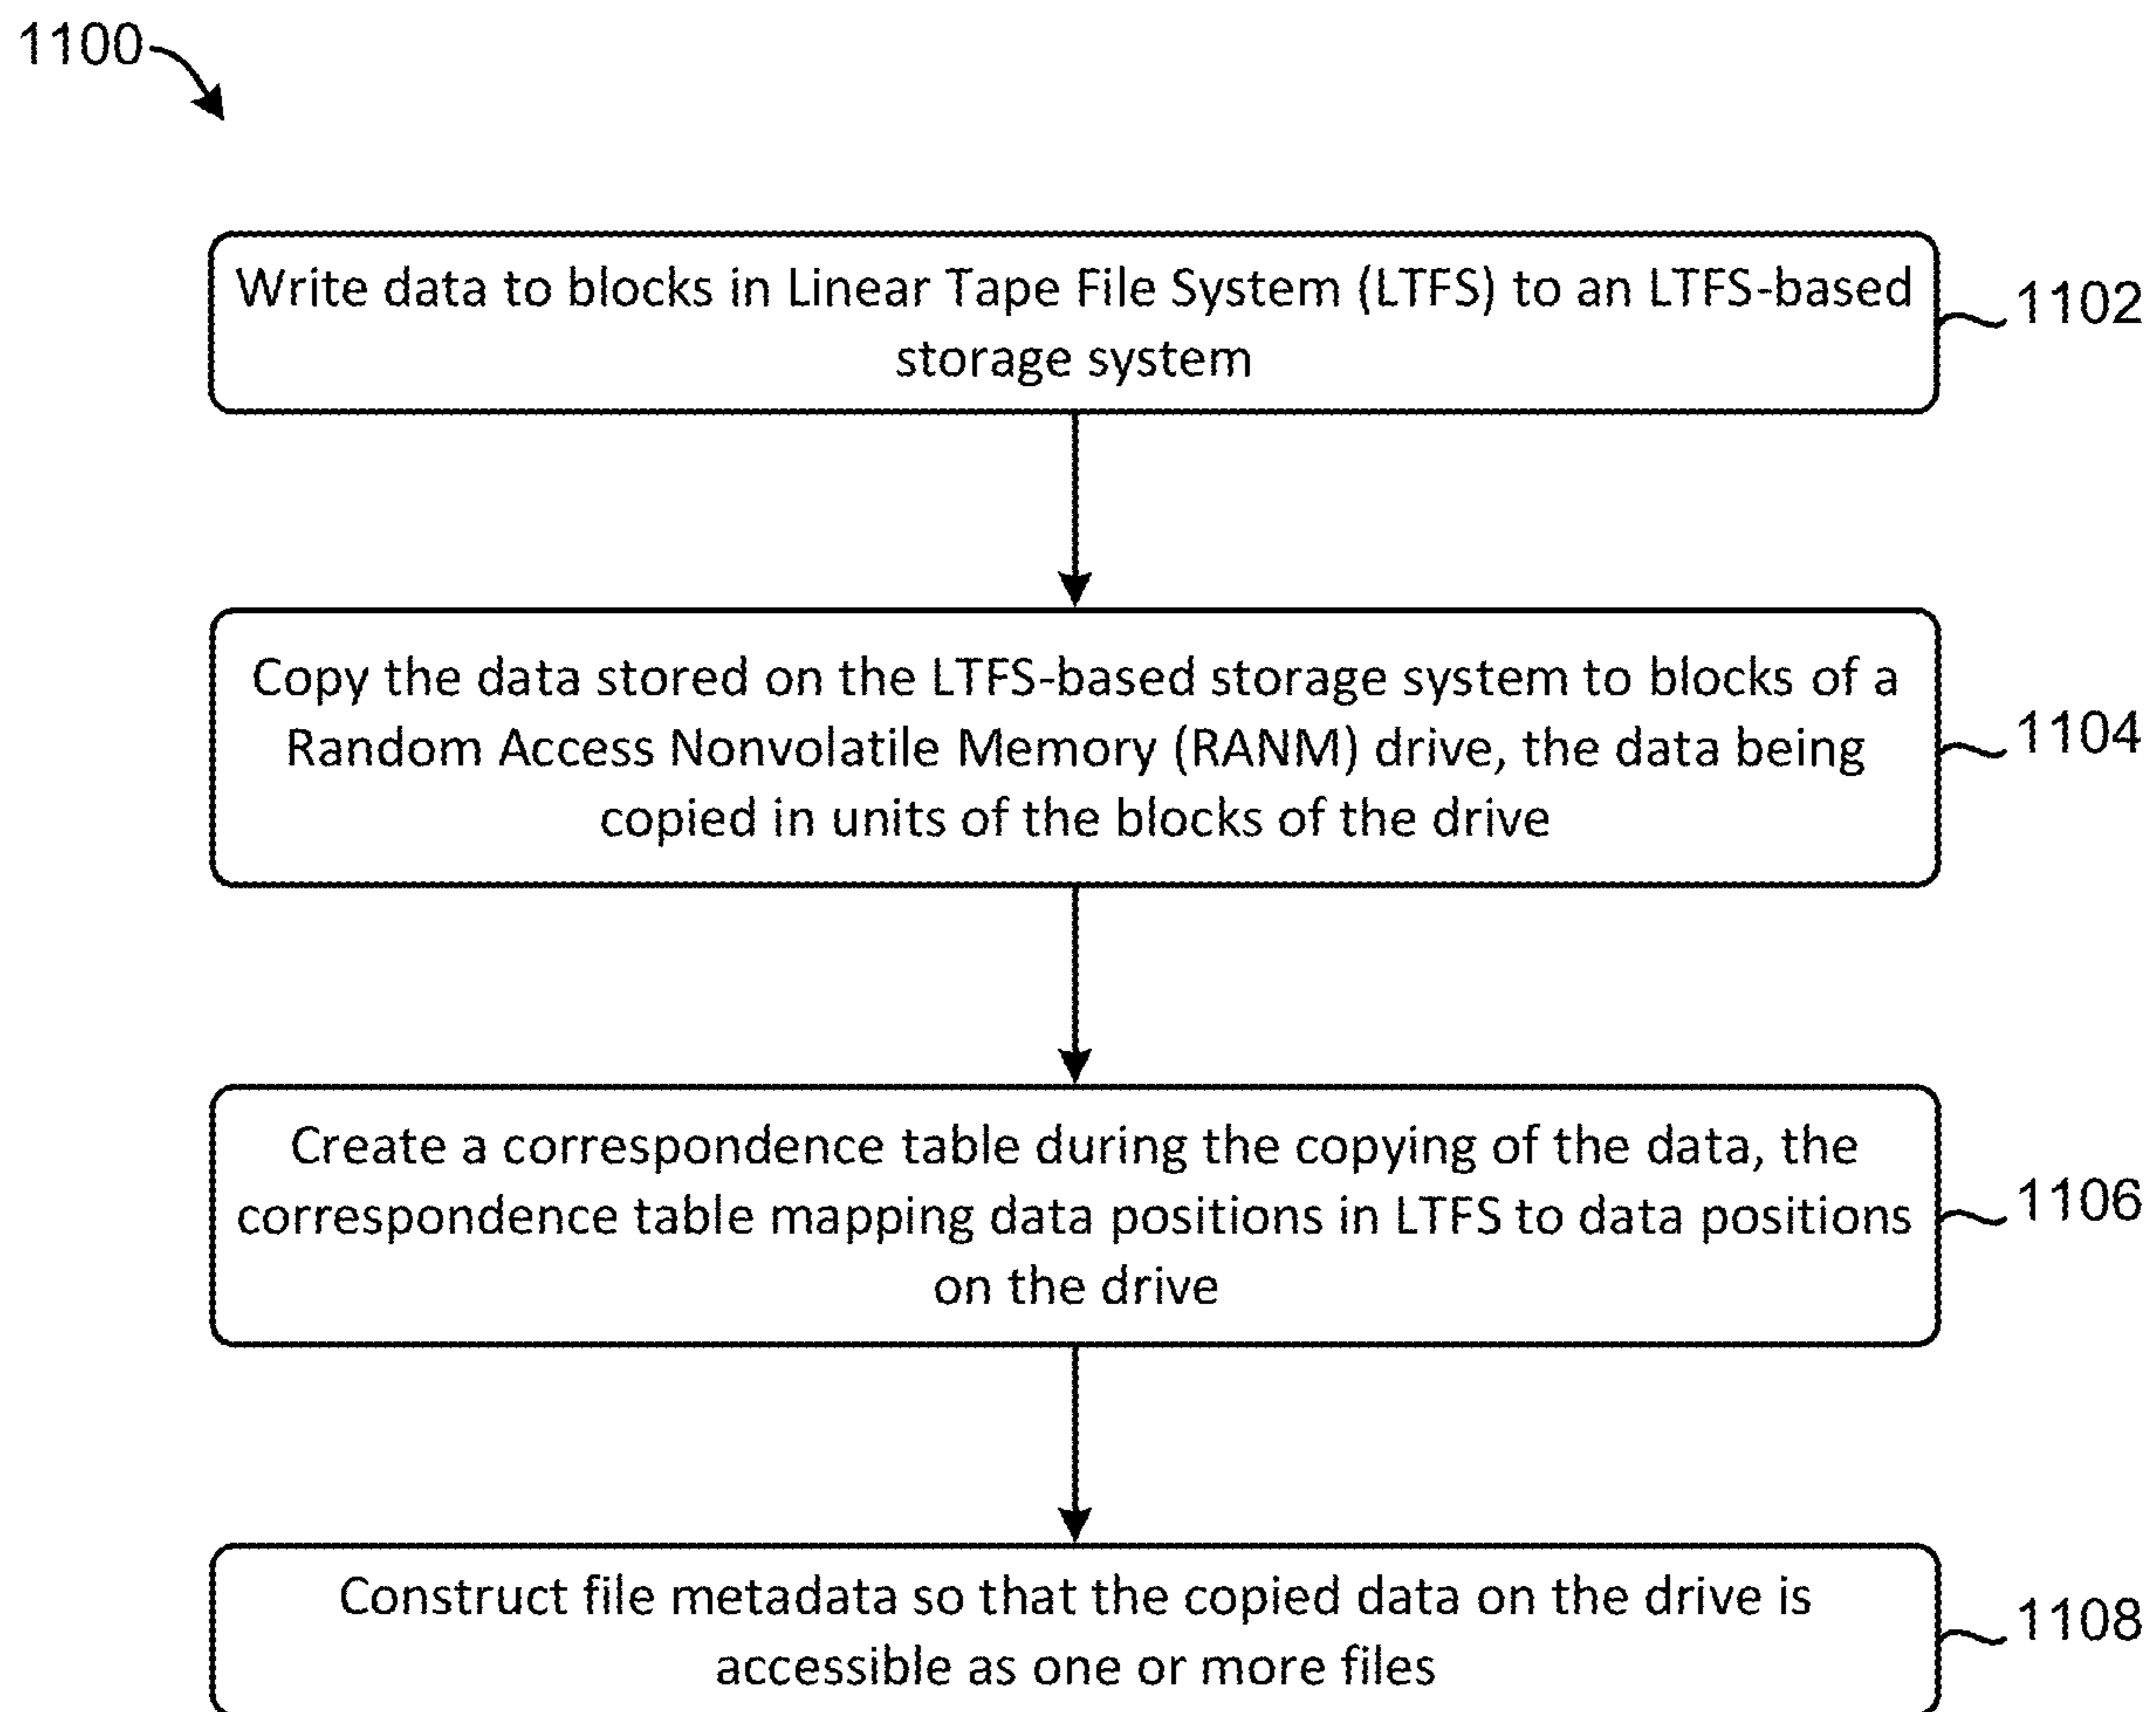 1100
Write data to blocks in Linear Tape File System (LTFS) to an LTFS-based
storage system
1102
Copy the data stored on the LTFS-based storage system to blocks of a
Random Access Nonvolatile Memory (RANM) drive, the data being
copied in units of the blocks of the drive
1104
Create a correspondence table during the copying of the data, the
correspondence table mapping data positions in LTFS to data positions
on the drive
1106
Construct file metadata so that the copied data on the drive is
accessible as one or more files
1108